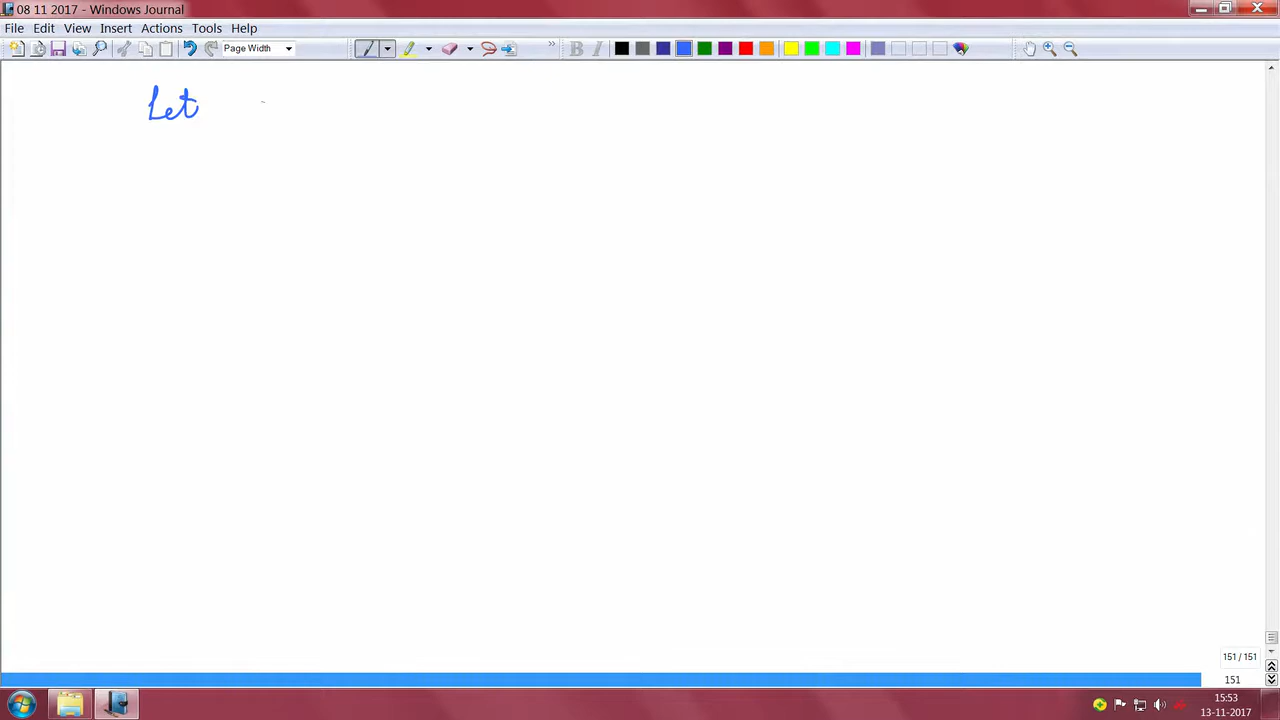 08 11 2017 - Windows Journal
File Edit View Insert Actions Tools Help
Page Width » B I
Let
151 / 151
151
15:53
13-11-2017